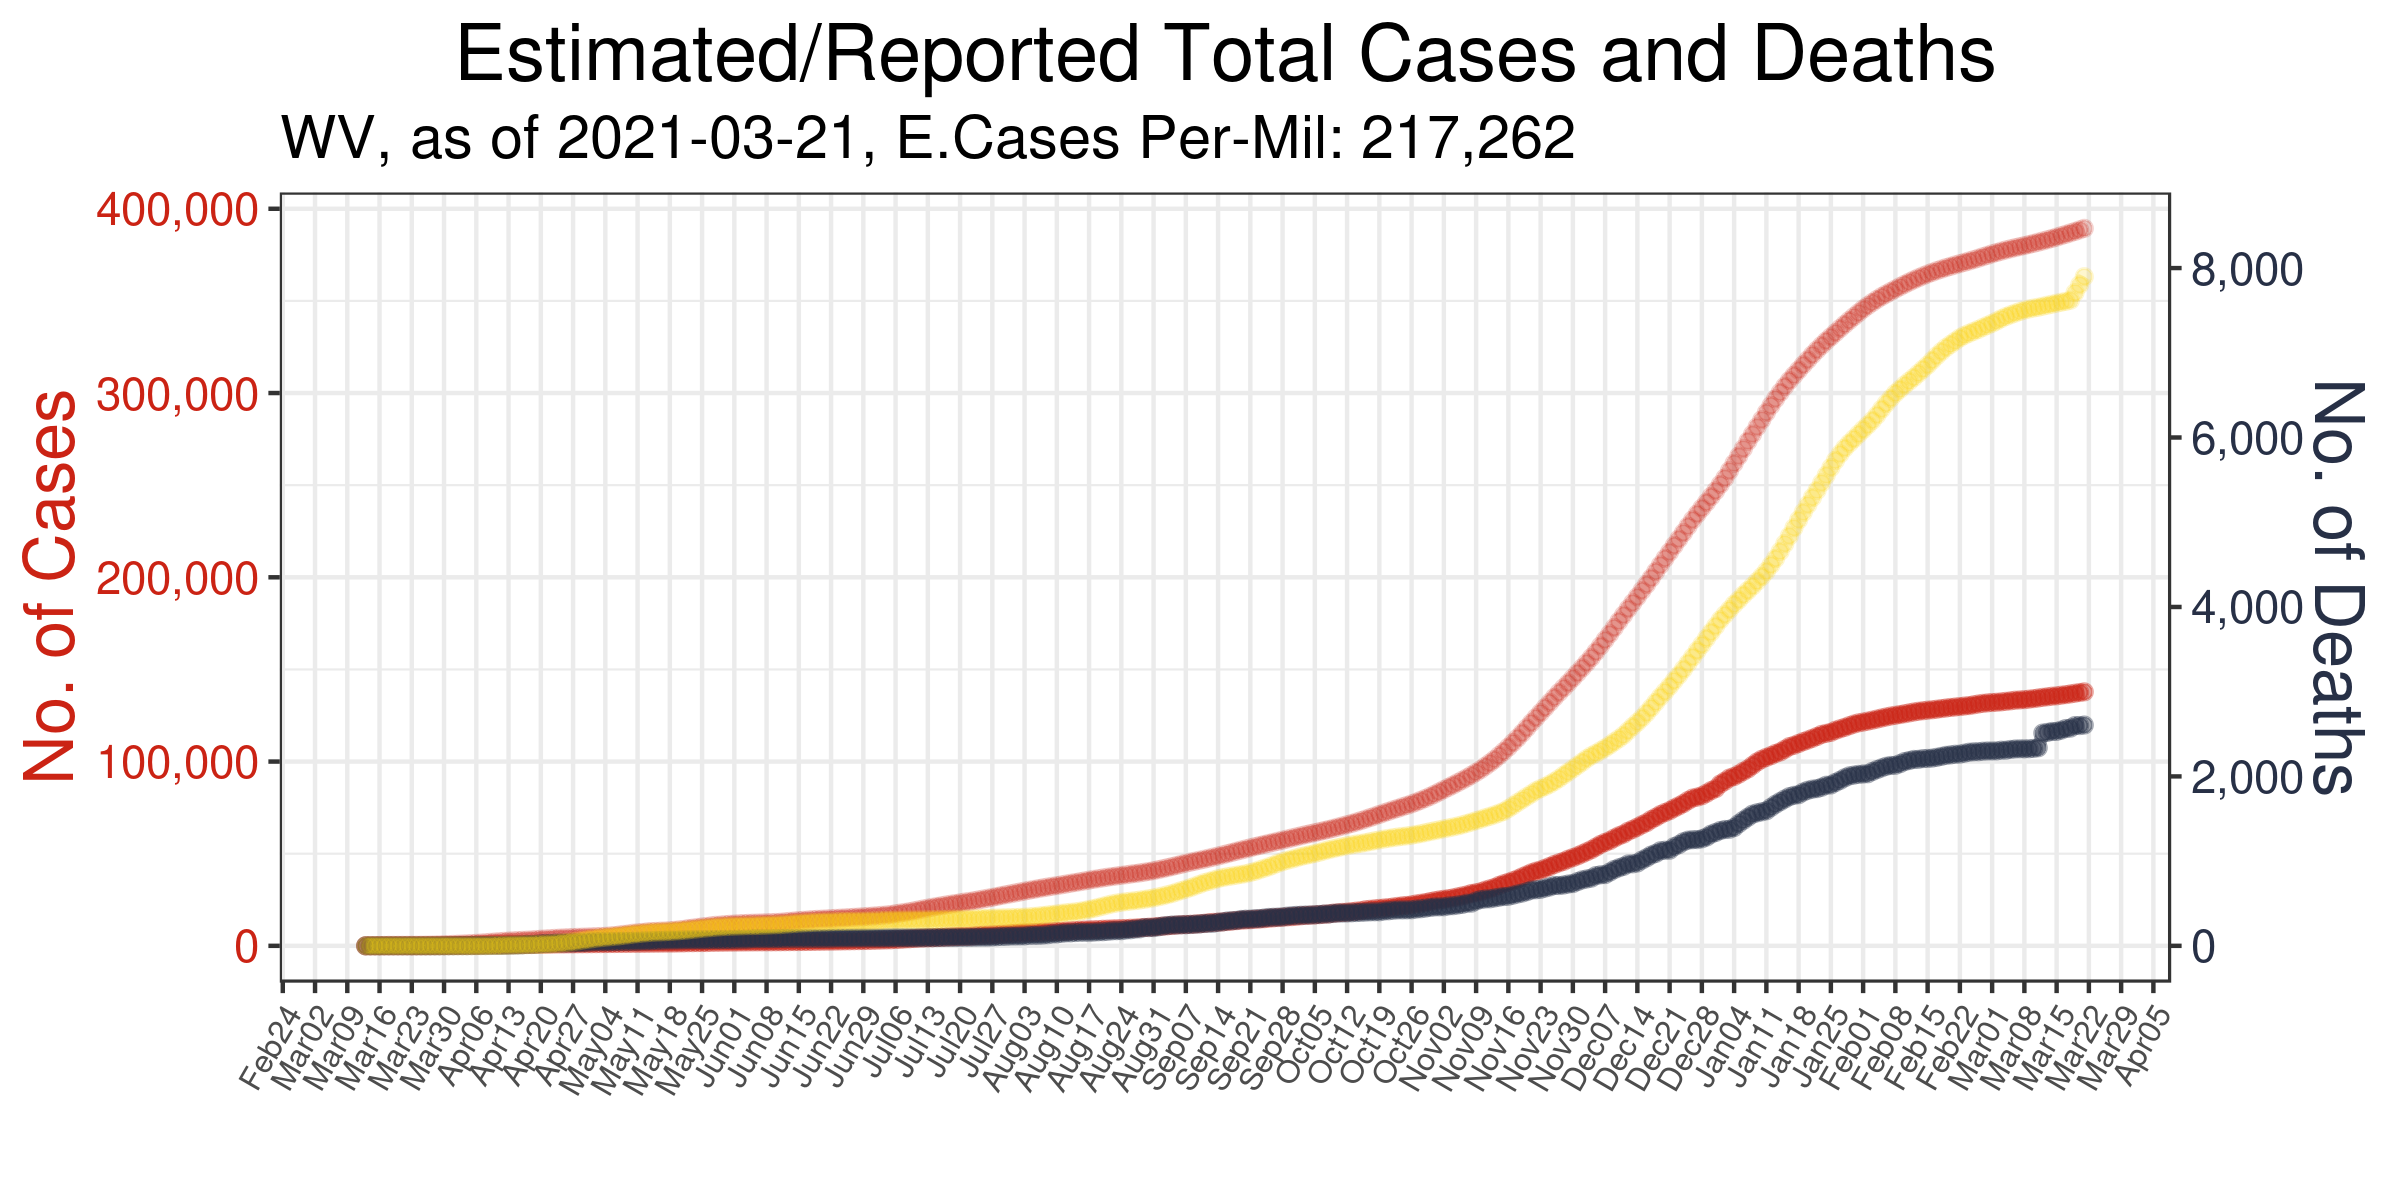 Estimated/Reported Total Cases and Deaths
WV, as of 2021-03-21, E.Cases Per-Mil: 217,262
No. of Cases
400,000
300,000
200,000
100,000
0
8,000
6,000
4,000
2,000
0
No. of Deaths
Feb24
Mar02
Mar09
Mar16
Mar23
Mar30
Apr06
Apr13
Apr20
Apr27
May04
May11
May18
May25
Jun01
Jun08
Jun15
Jun22
Jun29
Jul06
Jul13
Jul20
Jul27
Aug03
Aug10
Aug17
Aug24
Aug31
Sep07
Sep14
Sep21
Sep28
Oct05
Oct12
Oct19
Oct26
Nov02
Nov09
Nov16
Nov23
Nov30
Dec07
Dec14
Dec21
Dec28
Jan04
Jan11
Jan18
Jan25
Feb01
Feb08
Feb15
Feb22
Mar01
Mar08
Mar15
Mar22
Mar29
Apr05